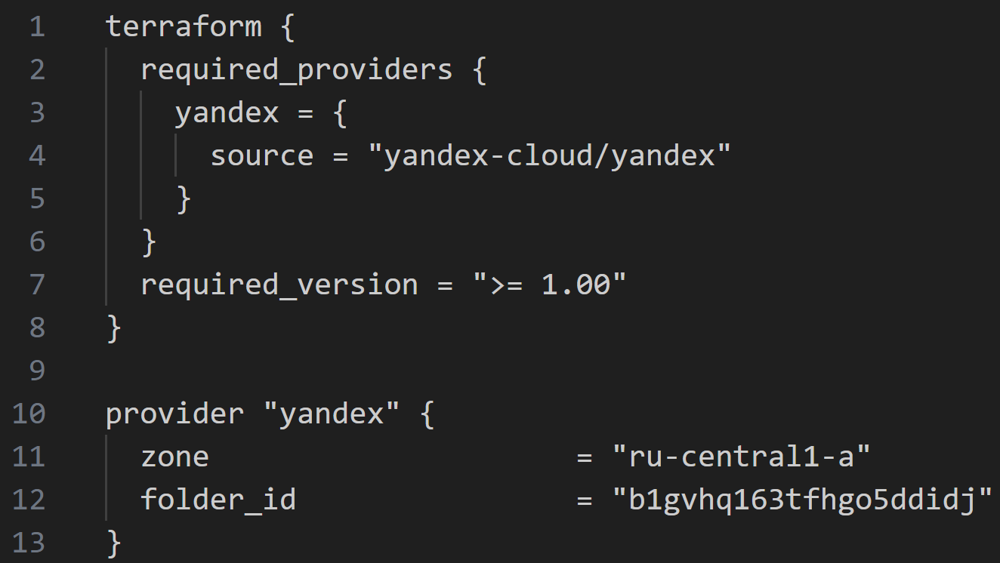 1 terraform {
2 required_providers {
3 yandex = {
4 source = "yandex-cloud/yandex"
5 }
6 }
7 required_version = ">= 1.00"
8 }
9
10 provider "yandex" {
11 zone = "ru-central1-a"
12 folder_id = "b1gvhq163tfhgo5ddidj"
13 }